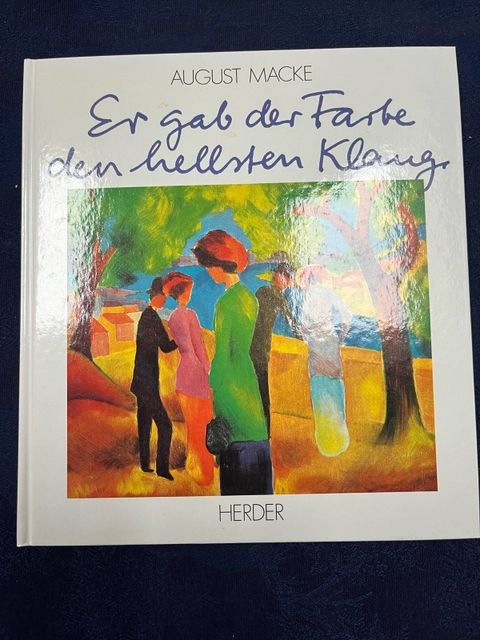 AUGUST MACKE
Er gab der Farbe
den hellsten Klang.
HERDER